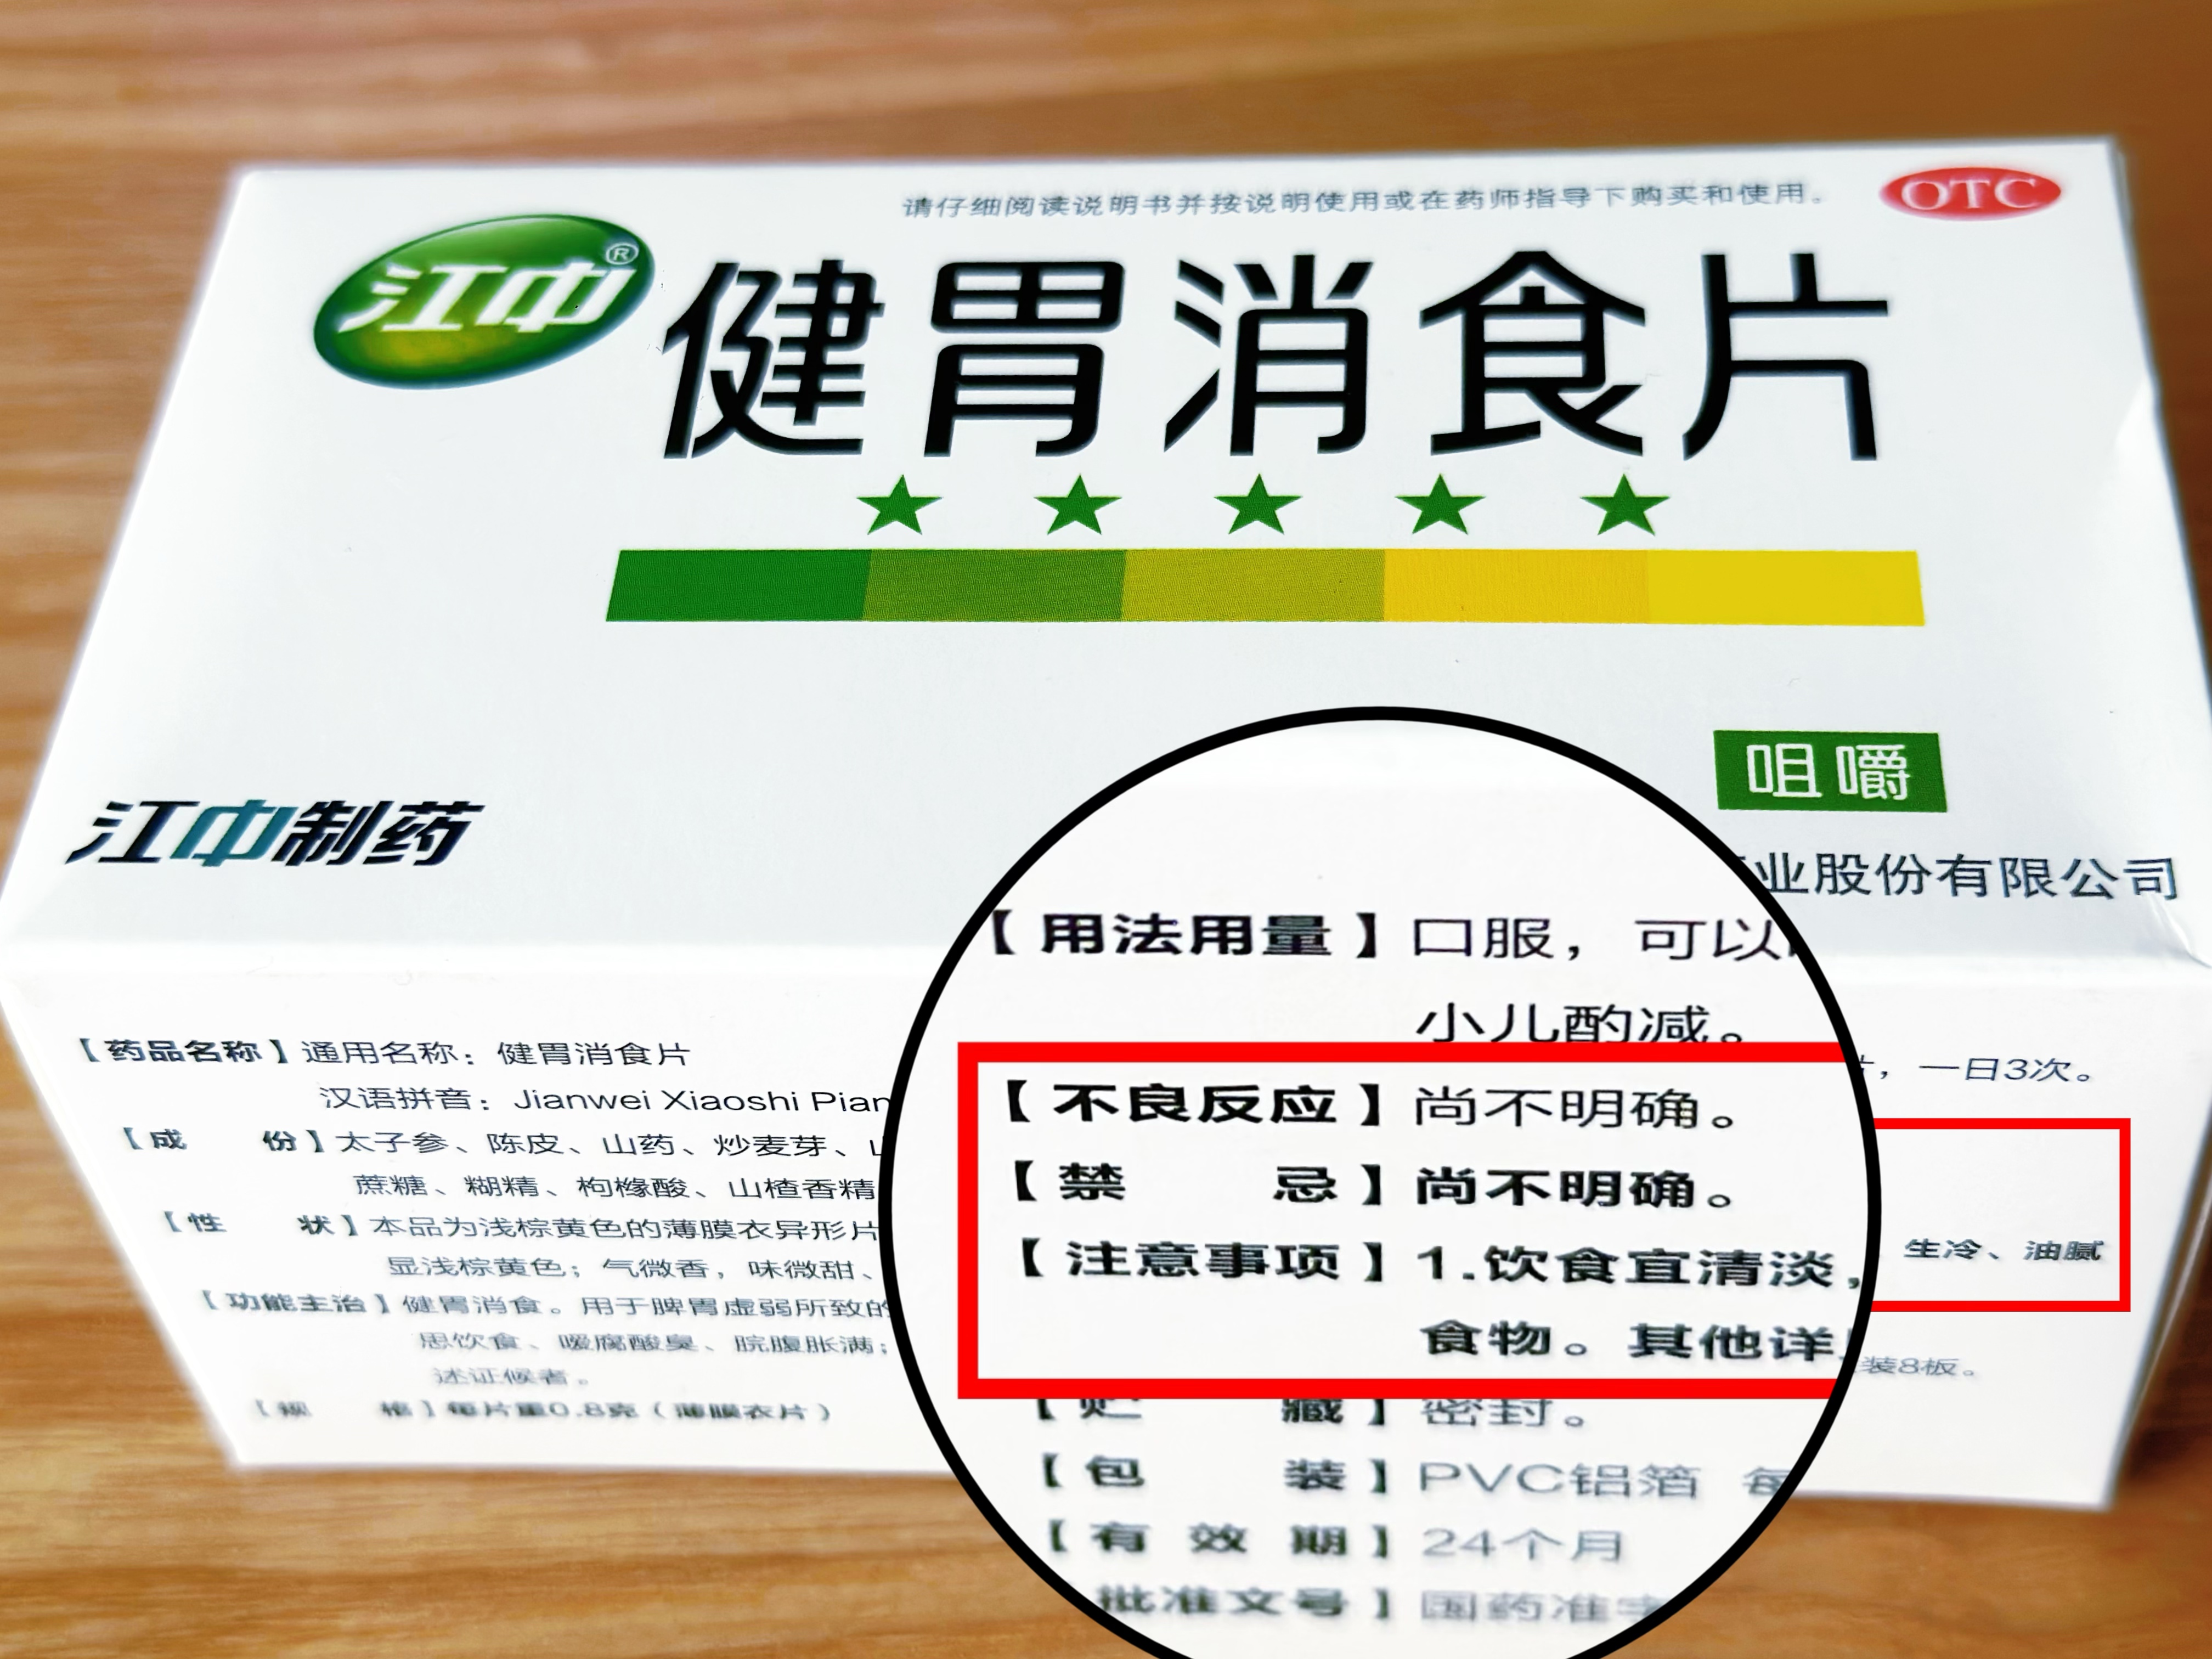 请仔细阅读说明书并按说明使用或在药师指导下购买和使用。
OTC
江中®
健胃消食片
咀嚼
江中制药
业股份有限公司
【药品名称】通用名称：健胃消食片
汉语拼音：Jianwei Xiaoshi Pian
【成 份】太子参、陈皮、山药、炒麦芽、
蔗糖、糊精、枸橼酸、山楂香精
【性 状】本品为浅棕黄色的薄膜衣异形片
显浅棕黄色；气微香，味微甜、
【功能主治】健胃消食。用于脾胃虚弱所致的
思饮食、嗳腐酸臭、脘腹胀满；
述证候者。
【规 格】每片重0.8克（薄膜衣片）
【用法用量】口服，可以
小儿酌减。
，一日3次。
【不良反应】尚不明确。
【禁 忌】尚不明确。
【注意事项】1.饮食宜清淡，
生冷、油腻
食物。其他详
【贮 藏】密封。
【包 装】PVC铝箔 每
装8板。
【有 效 期】24个月
批准文号】国药准字